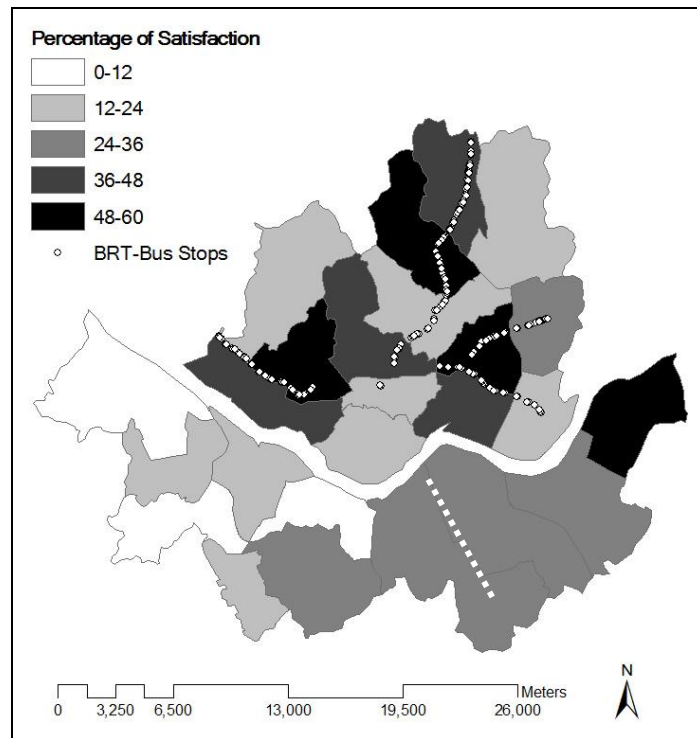 Percentage of Satisfaction
0-12
12-24
24-36
36-48
48-60
BRT-Bus Stops
N
Meters
0 3,250 6,500 13,000 19,500 26,000